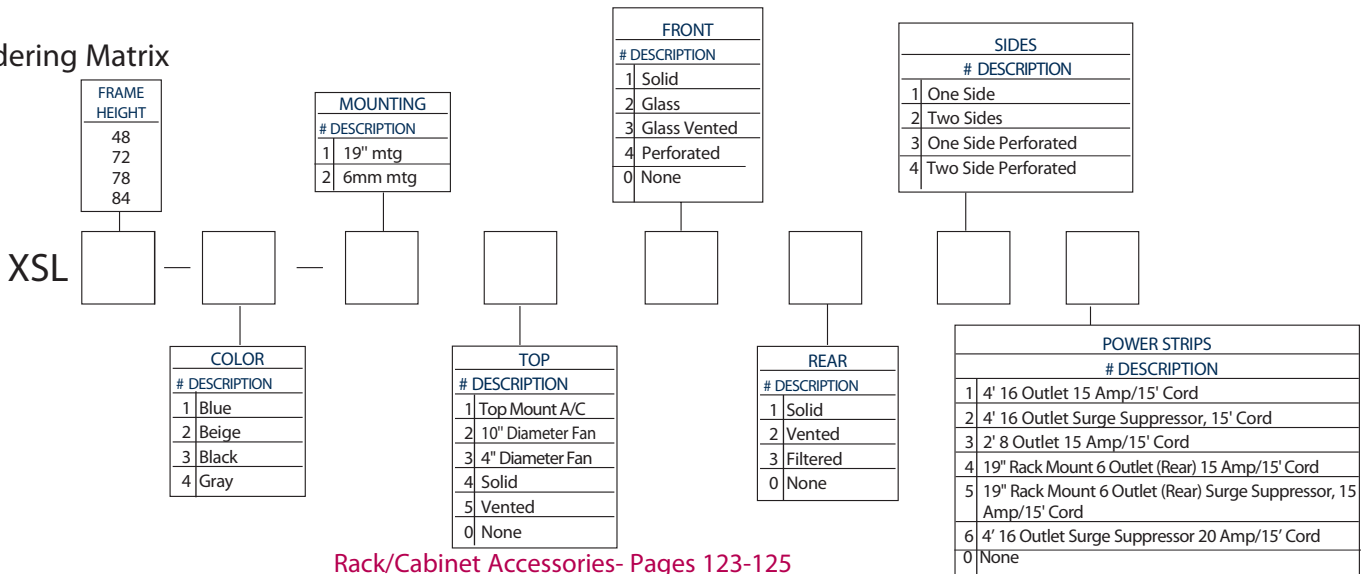 dering Matrix
FRAME
HEIGHT
48
72
78
84
MOUNTING
# DESCRIPTION
1 19" mtg
2 6mm mtg
FRONT
# DESCRIPTION
1 Solid
2 Glass
3 Glass Vented
4 Perforated
0 None
SIDES
# DESCRIPTION
1 One Side
2 Two Sides
3 One Side Perforated
4 Two Side Perforated
XSL — —
COLOR
# DESCRIPTION
1 Blue
2 Beige
3 Black
4 Gray
TOP
# DESCRIPTION
1 Top Mount A/C
2 10" Diameter Fan
3 4" Diameter Fan
4 Solid
5 Vented
0 None
REAR
# DESCRIPTION
1 Solid
2 Vented
3 Filtered
0 None
POWER STRIPS
# DESCRIPTION
1 4' 16 Outlet 15 Amp/15' Cord
2 4' 16 Outlet Surge Suppressor, 15' Cord
3 2' 8 Outlet 15 Amp/15' Cord
4 19" Rack Mount 6 Outlet (Rear) 15 Amp/15' Cord
5 19" Rack Mount 6 Outlet (Rear) Surge Suppressor, 15
Amp/15' Cord
6 4’ 16 Outlet Surge Suppressor 20 Amp/15’ Cord
0 None
Rack/Cabinet Accessories- Pages 123-125